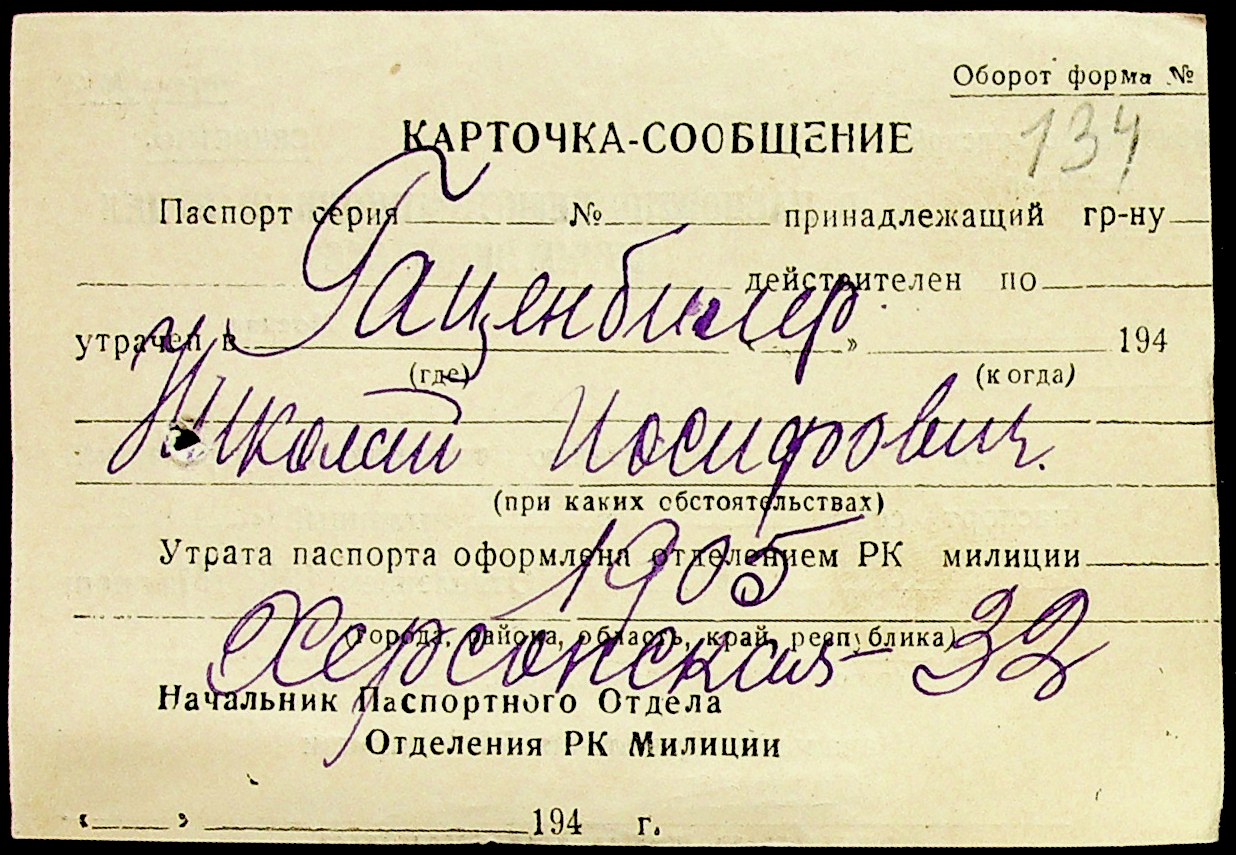 Оборот форма №
134
КАРТОЧКА-СООБЩЕНИЕ
Паспорт серия № принадлежащий гр-ну
Гаценбилер
действителен по
утрачен в « » 194
(где) (когда)
Николай Иосифович.
(при каких обстоятельствах)
1905
Утрата паспорта оформлена отделением РК милиции
(города, района, область, край, республика)
Херсонская - 32
Начальник Паспортного Отдела
Отделения РК Милиции
« » 194 г.